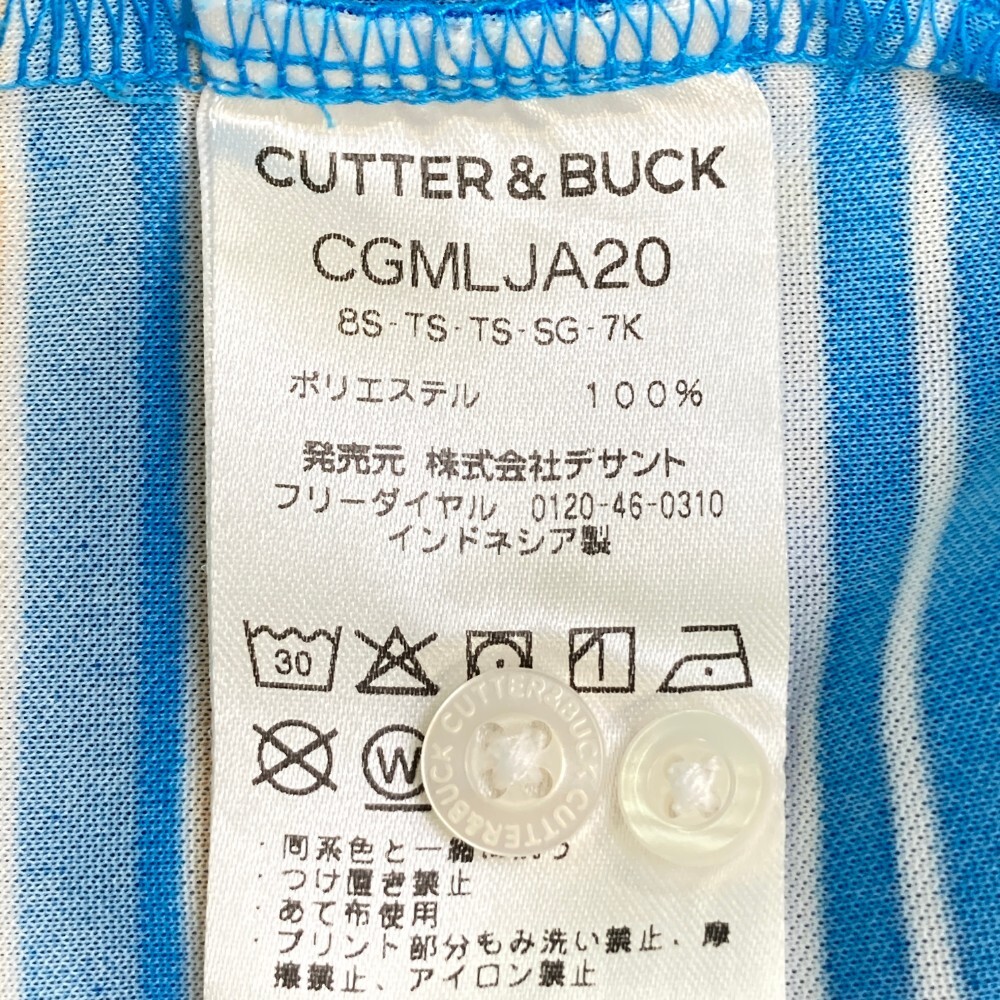 CUTTER & BUCK
CGMLJA20
8S-TS-TS-SG-7K
ポリエステル 100%
発売元 株式会社デサント
フリーダイヤル 0120-46-0310
インドネシア製
30
W
CUTTER&BUCK CUTTER&BUCK
・同系色と一緒
・つけ置き禁止
・あて布使用
・プリント部分もみ洗い禁止、摩
擦禁止、アイロン禁止